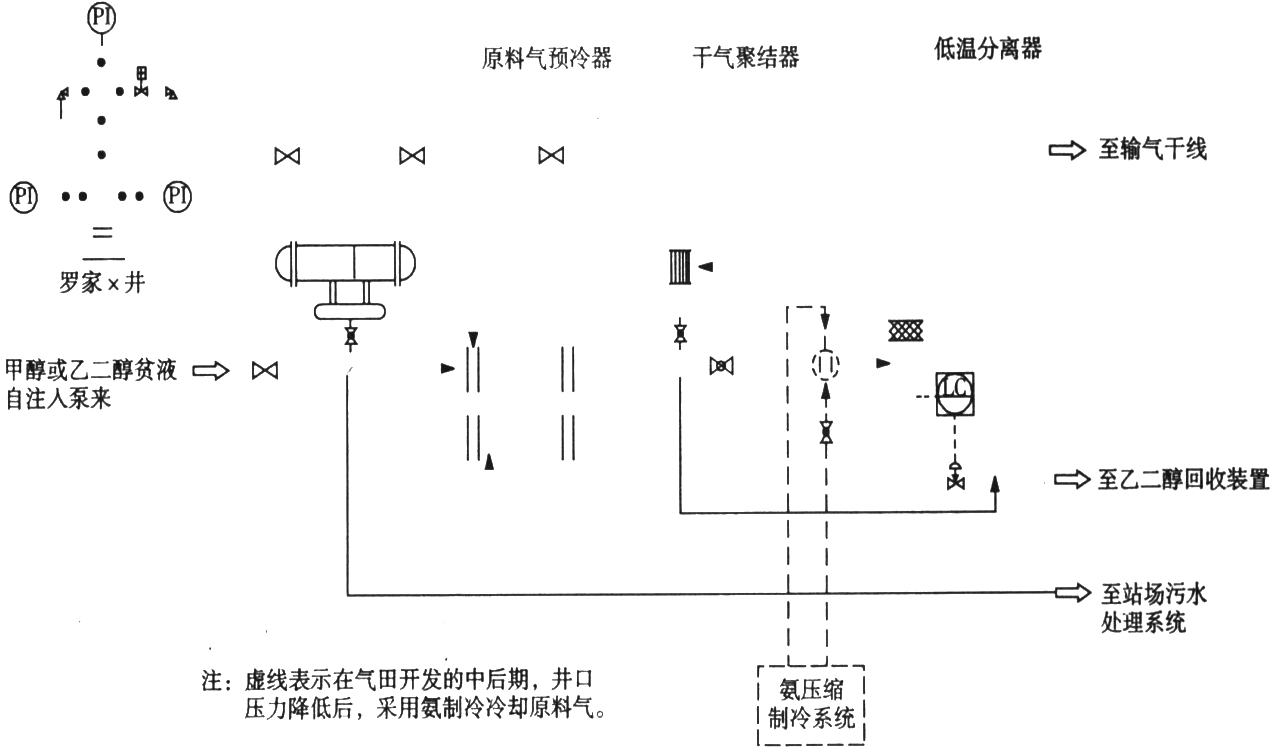 PI
原料气预冷器
干气聚结器
低温分离器
至输气干线
PI
PI
罗家×井
甲醇或乙二醇贫液
自注入泵来
LC
至乙二醇回收装置
至站场污水
处理系统
注：虚线表示在气田开发的中后期，井口
压力降低后，采用氨制冷冷却原料气。
氨压缩
制冷系统